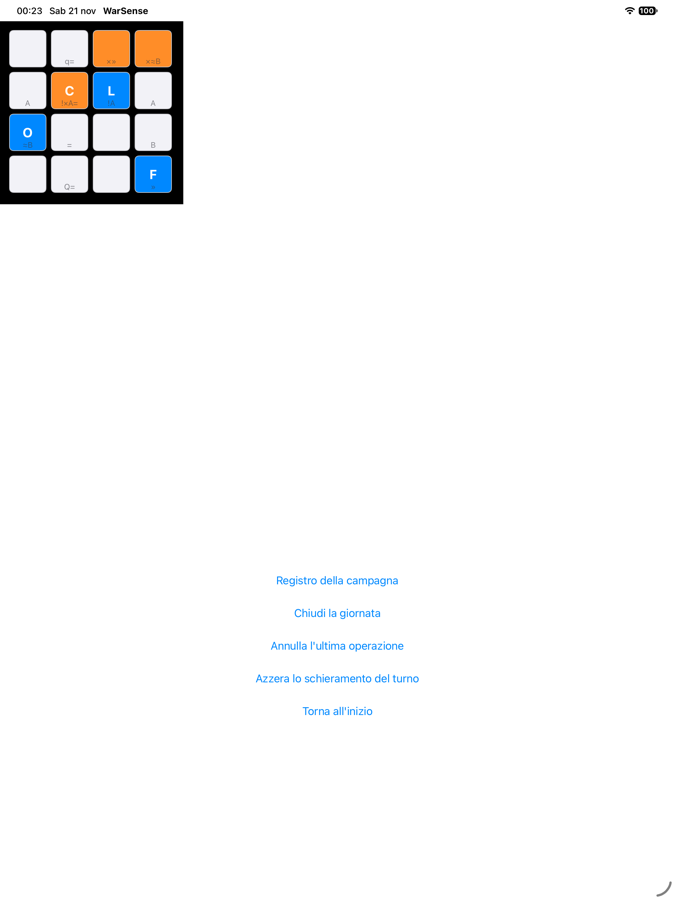 00:23 Sab 21 nov WarSense 100
q= ×× ×=B
C L
A !×A= !A A
O
=B = B
F
Q= ×
Registro della campagna
Chiudi la giornata
Annulla l'ultima operazione
Azzera lo schieramento del turno
Torna all'inizio